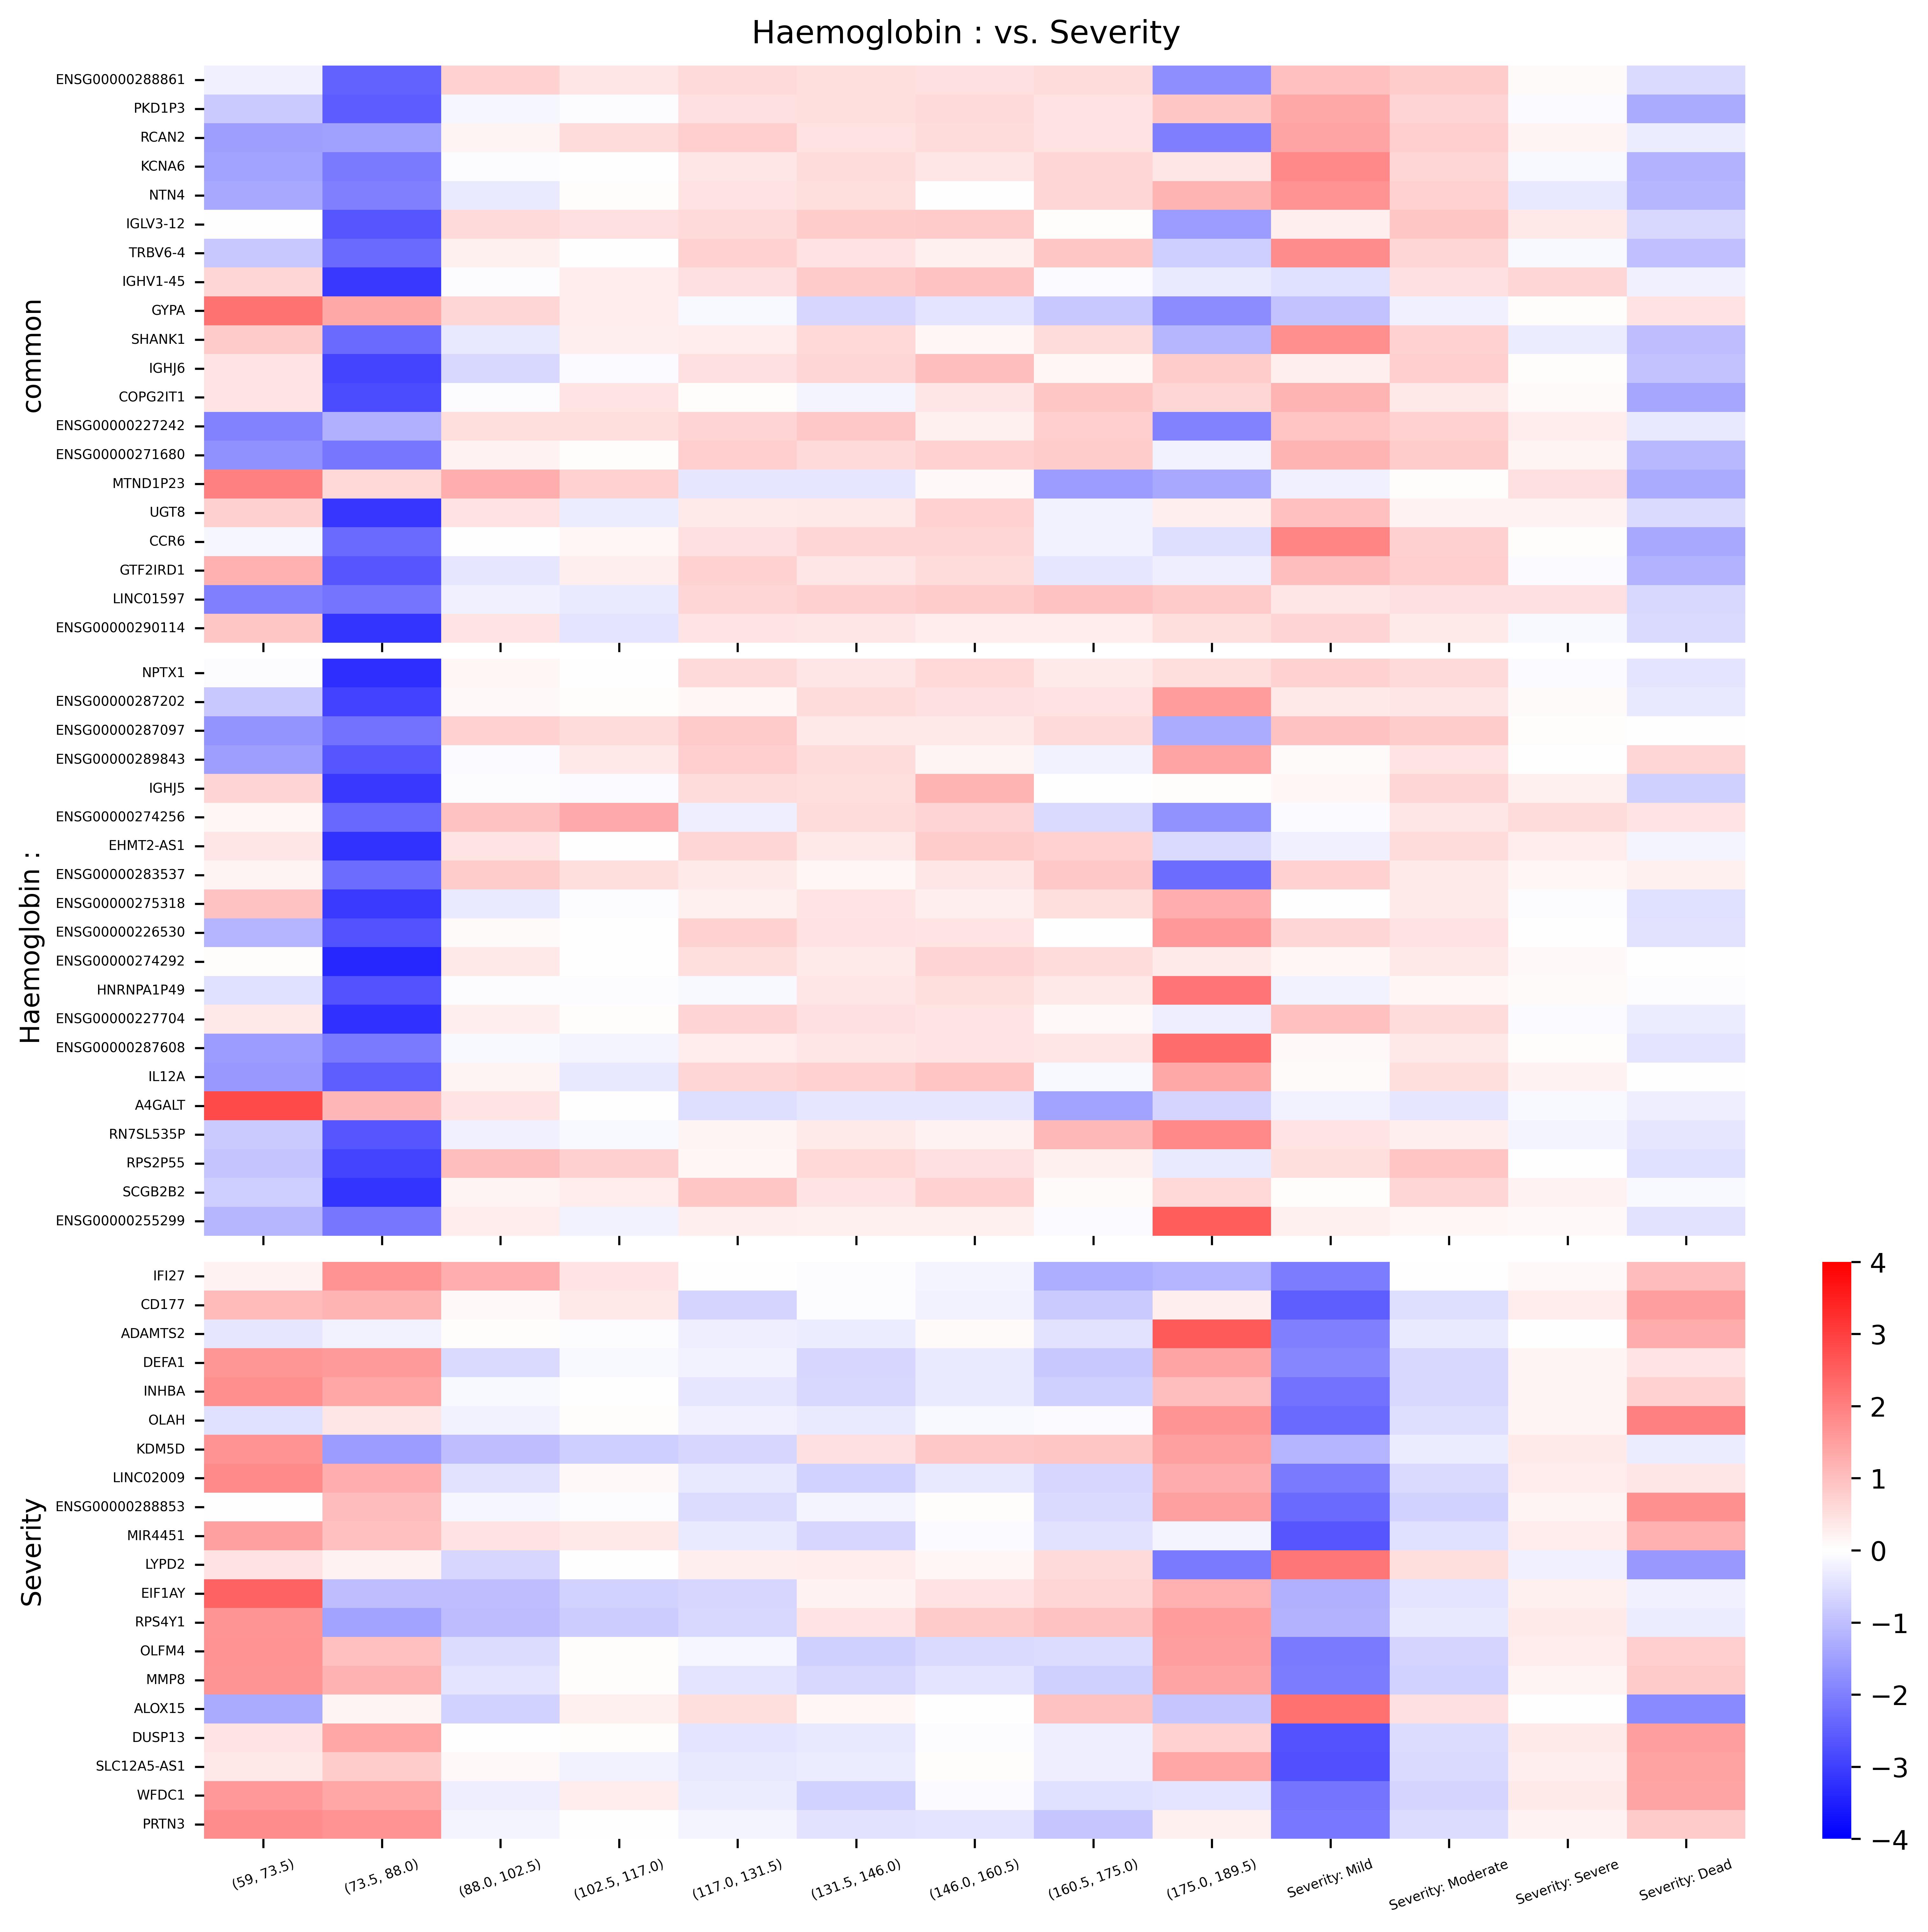 Haemoglobin : vs. Severity
common
ENSG00000288861
PKD1P3
RCAN2
KCNA6
NTN4
IGLV3-12
TRBV6-4
IGHV1-45
GYPA
SHANK1
IGHJ6
COPG2IT1
ENSG00000227242
ENSG00000271680
MTND1P23
UGT8
CCR6
GTF2IRD1
LINC01597
ENSG00000290114
Haemoglobin :
NPTX1
ENSG00000287202
ENSG00000287097
ENSG00000289843
IGHJ5
ENSG00000274256
EHMT2-AS1
ENSG00000283537
ENSG00000275318
ENSG00000226530
ENSG00000274292
HNRNPA1P49
ENSG00000227704
ENSG00000287608
IL12A
A4GALT
RN7SL535P
RPS2P55
SCGB2B2
ENSG00000255299
Severity
IFI27
CD177
ADAMTS2
DEFA1
INHBA
OLAH
KDM5D
LINC02009
ENSG00000288853
MIR4451
LYPD2
EIF1AY
RPS4Y1
OLFM4
MMP8
ALOX15
DUSP13
SLC12A5-AS1
WFDC1
PRTN3
(59, 73.5)
(73.5, 88.0)
(88.0, 102.5)
(102.5, 117.0)
(117.0, 131.5)
(131.5, 146.0)
(146.0, 160.5)
(160.5, 175.0)
(175.0, 189.5)
Severity: Mild
Severity: Moderate
Severity: Severe
Severity: Dead
4
3
2
1
0
−1
−2
−3
−4